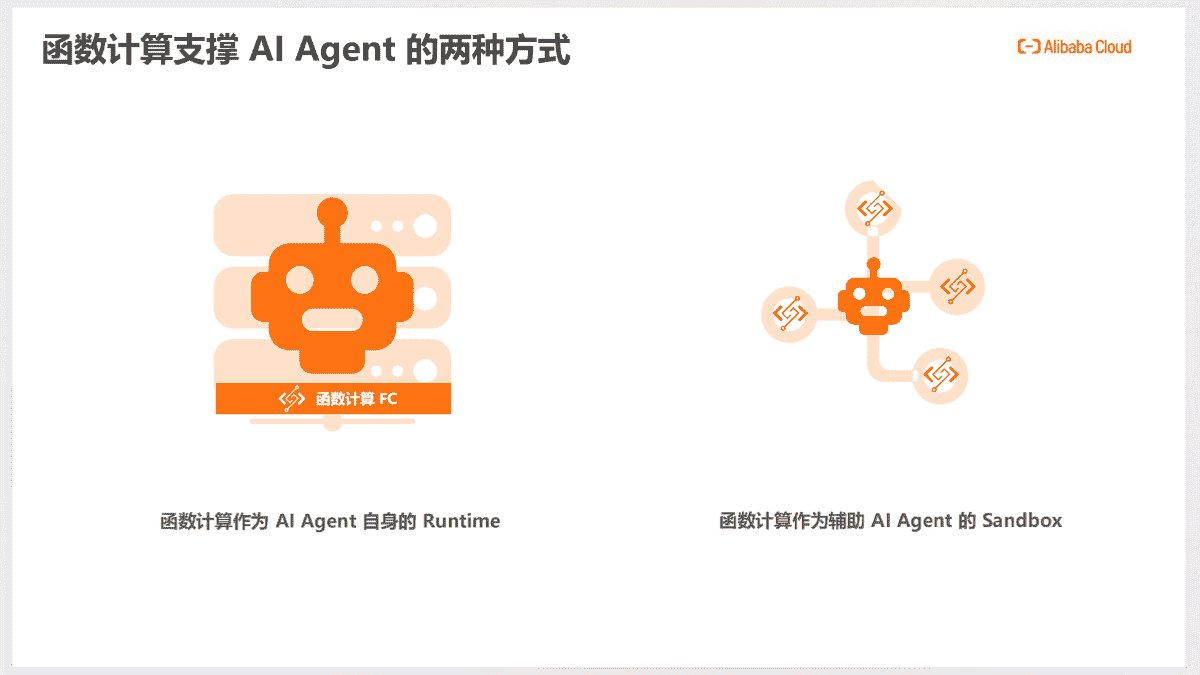 函数计算支撑 AI Agent 的两种方式
Alibaba Cloud
函数计算 FC
函数计算作为 AI Agent 自身的 Runtime
函数计算作为辅助 AI Agent 的 Sandbox